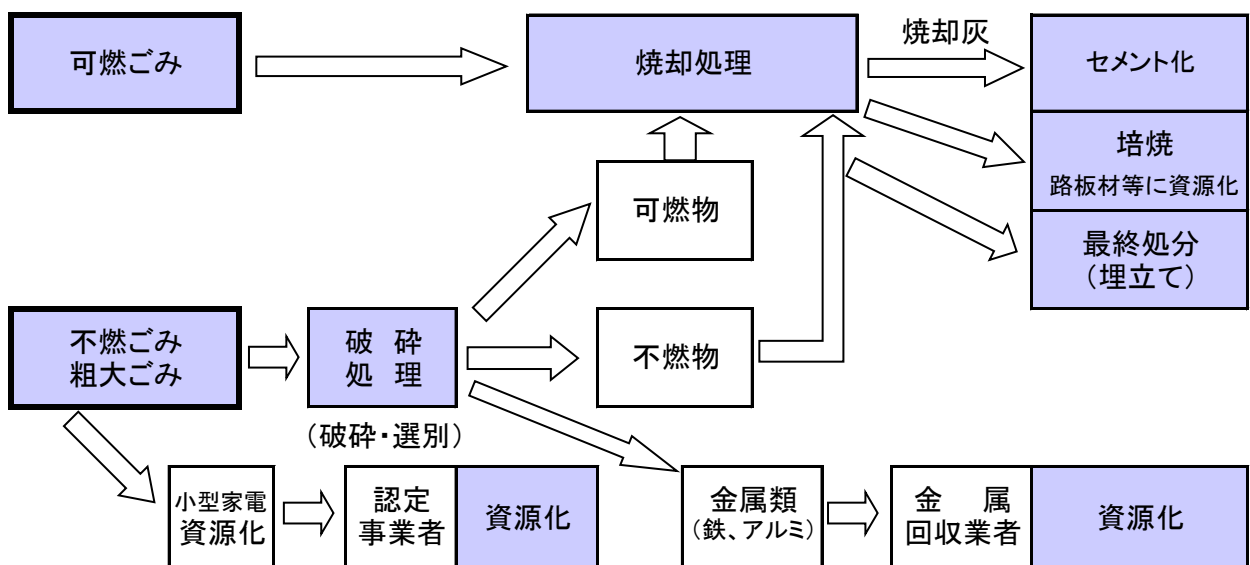 可燃ごみ
焼却処理
焼却灰
セメント化
培焼
路板材等に資源化
最終処分
（埋立て）
可燃物
不燃ごみ
粗大ごみ
破　砕
処　理
（破砕・選別）
不燃物
小型家電
資源化
認定
事業者
資源化
金属類
（鉄、アルミ）
金　属
回収業者
資源化